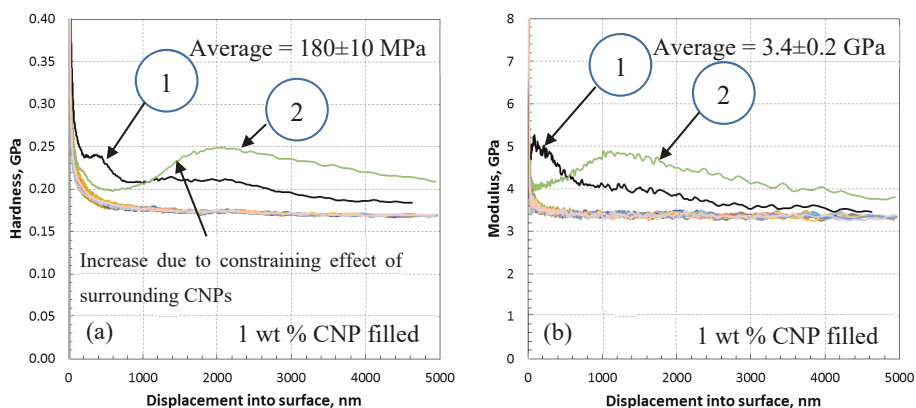 0.40
0.35
0.30
0.25
0.20
0.15
0.10
0.05
0.00
Hardness, GPa
Average = 180±10 MPa
1
2
Increase due to constraining effect of
surrounding CNPs
(a)
1 wt % CNP filled
0 1000 2000 3000 4000 5000
Displacement into surface, nm
8
7
6
5
4
3
2
1
0
Modulus, GPa
Average = 3.4±0.2 GPa
1
2
(b)
1 wt % CNP filled
0 1000 2000 3000 4000 5000
Displacement into surface, nm